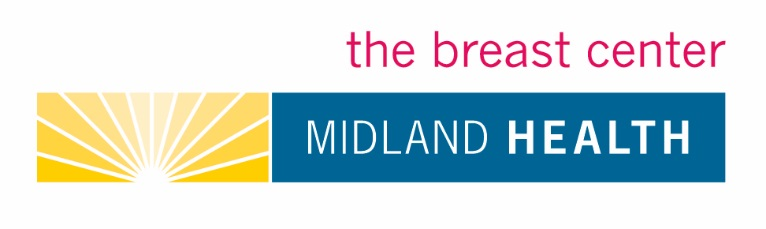 the breast center
MIDLAND HEALTH